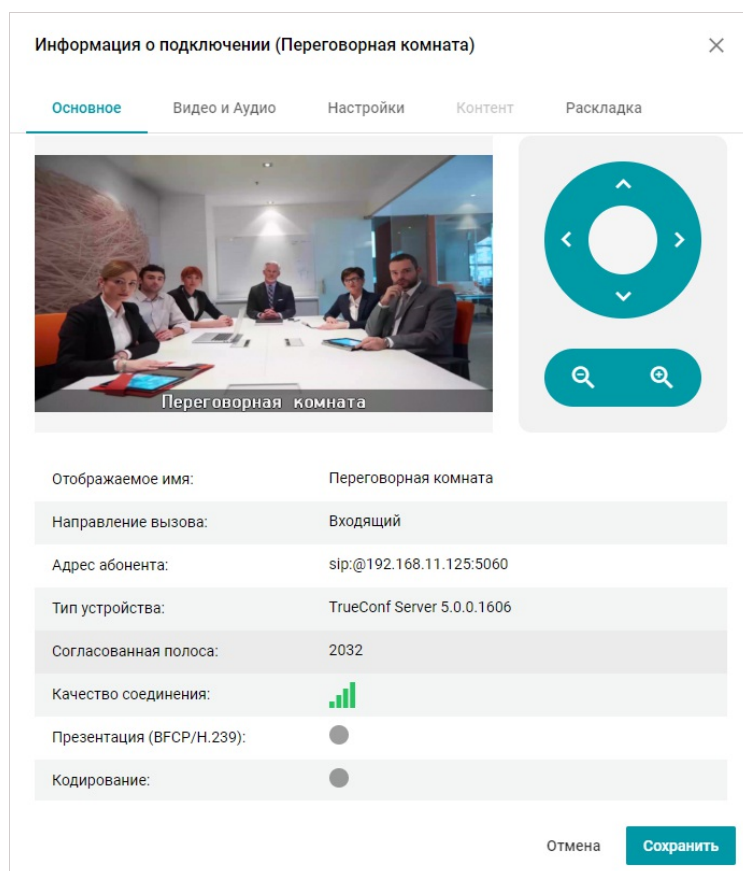 Информация о подключении (Переговорная комната)
Основное Видео и Аудио Настройки Контент Раскладка
Переговорная комната
Отображаемое имя: Переговорная комната
Направление вызова: Входящий
Адрес абонента: sip:@192.168.11.125:5060
Тип устройства: TrueConf Server 5.0.0.1606
Согласованная полоса: 2032
Качество соединения:
Презентация (BFCP/H.239):
Кодирование:
Отмена Сохранить